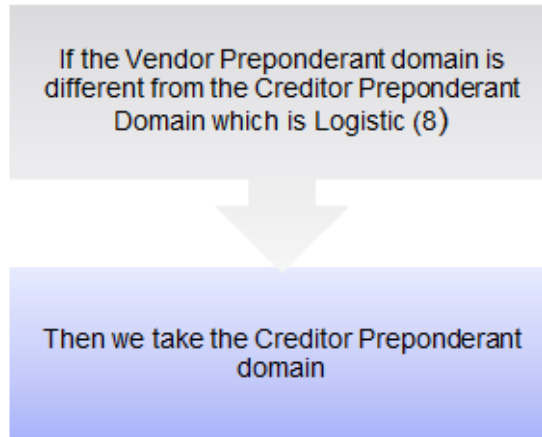 If the Vendor Preponderant domain is
different from the Creditor Preponderant
Domain which is Logistic (8)
Then we take the Creditor Preponderant
domain